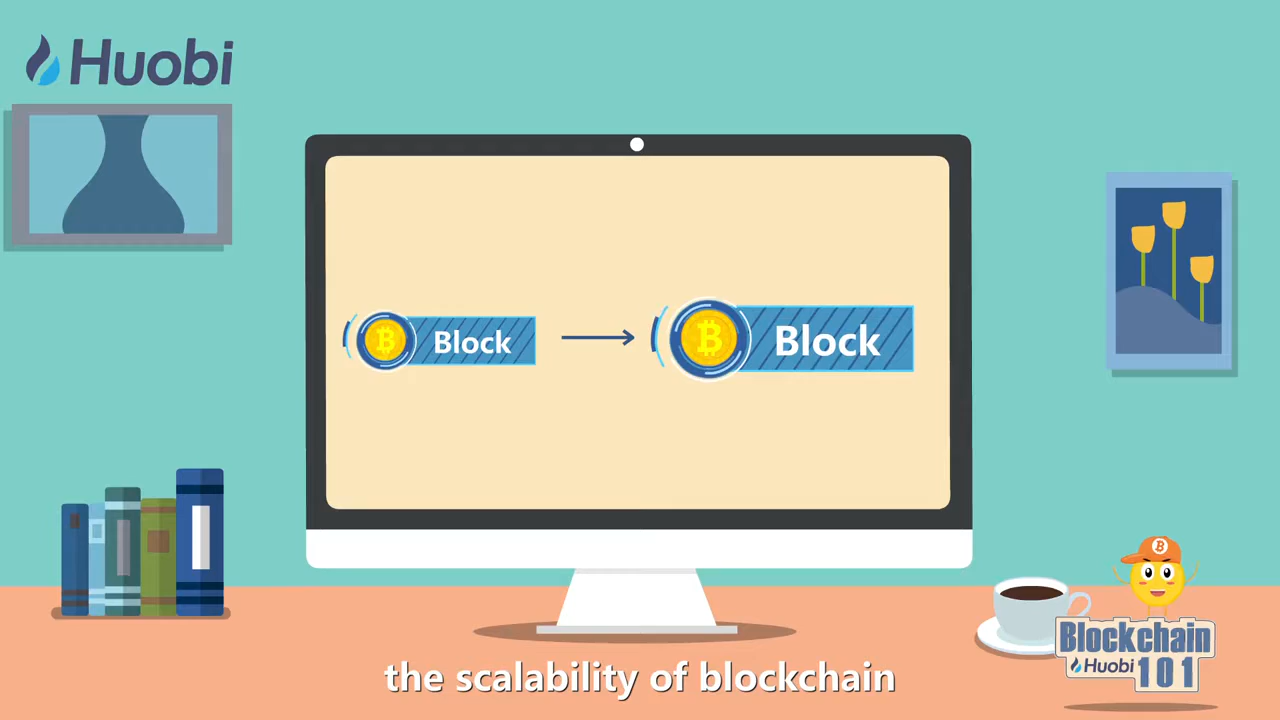 Huobi
Block
Block
Blockchain
Huobi 101
the scalability of blockchain